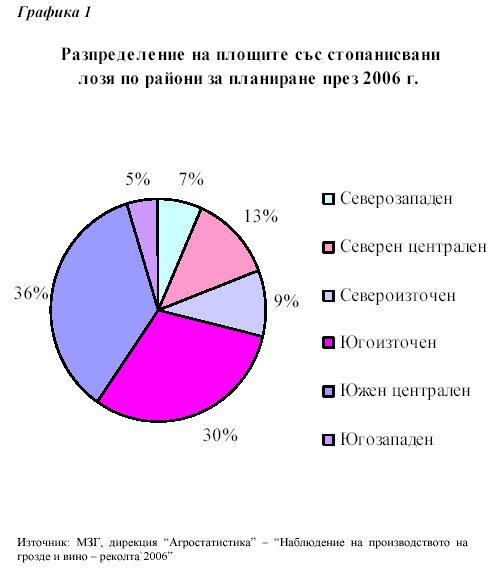 Графика 1
Разпределение на площите със стопанисвани
лозя по райони за планиране през 2006 г.
5%
7%
13%
9%
30%
36%
Северозападен
Северен централен
Североизточен
Югоизточен
Южен централен
Югозападен
Източник: МЗГ, дирекция “Агростатистика” – “Наблюдение на производството на
грозде и вино – реколта`2006”